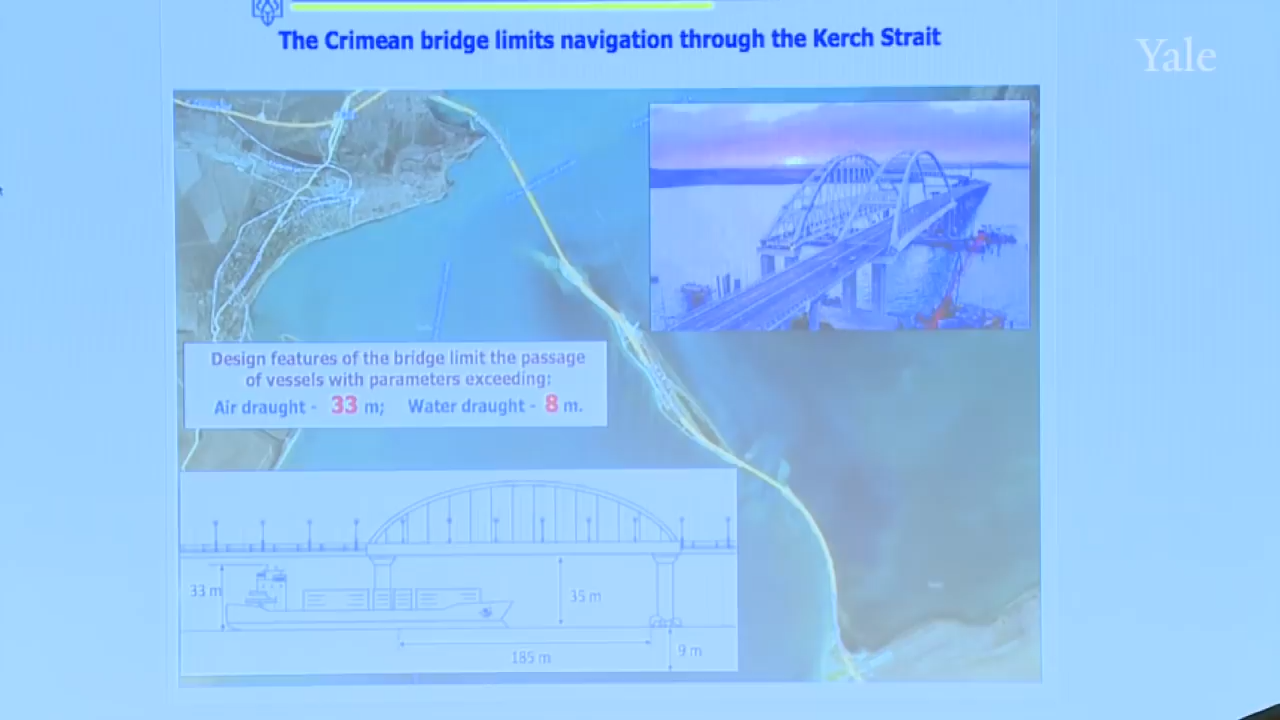 The Crimean bridge limits navigation through the Kerch Strait
Yale
Design features of the bridge limit the passage
of vessels with parameters exceeding:
Air draught - 33 m; Water draught - 8 m.
33 m
35 m
185 m
9 m